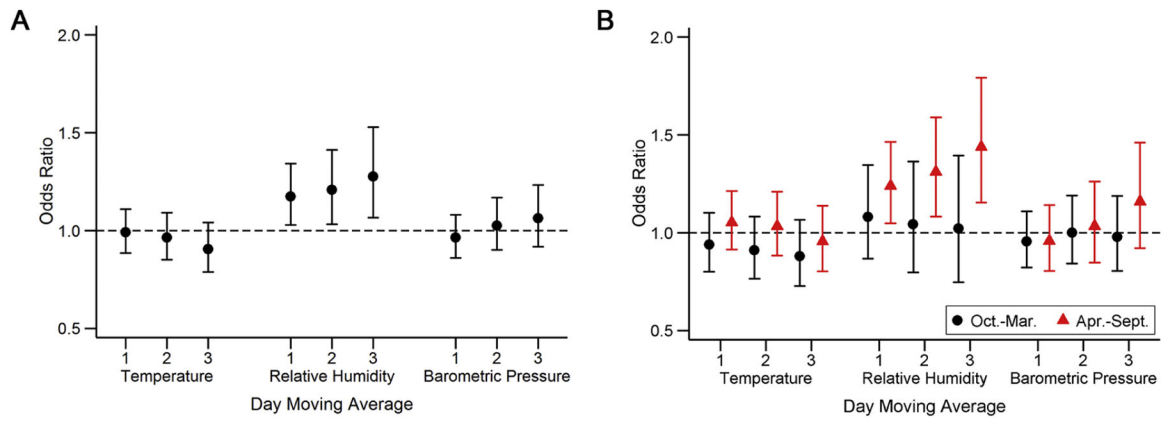 A
2.0
1.5
1.0
0.5
Odds Ratio
1 2 3 1 2 3 1 2 3
Temperature Relative Humidity Barometric Pressure
Day Moving Average
B
2.0
1.5
1.0
0.5
Odds Ratio
Oct.-Mar. Apr.-Sept.
1 2 3 1 2 3 1 2 3
Temperature Relative Humidity Barometric Pressure
Day Moving Average